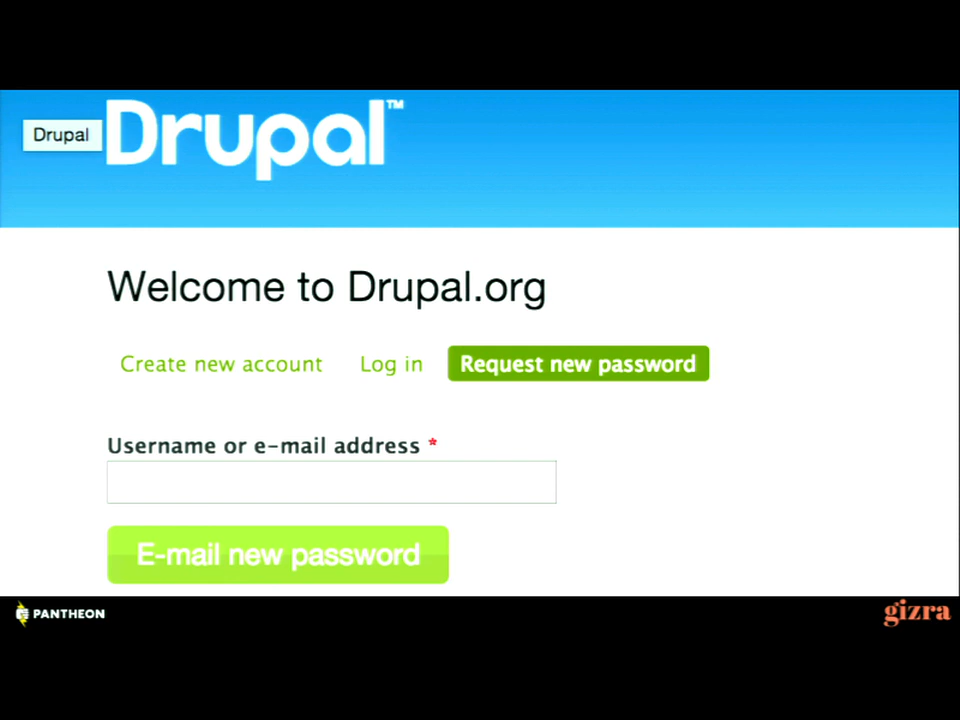 Drupal
Drupal™
Welcome to Drupal.org
Create new account Log in Request new password
Username or e-mail address *
E-mail new password
PANTHEON
gizra